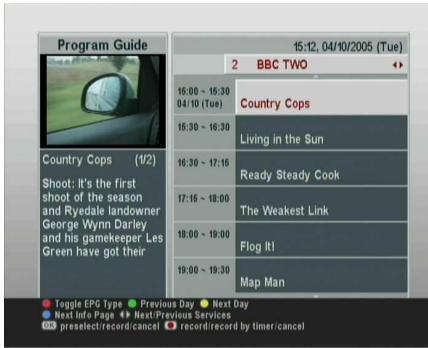 Program Guide
15:12, 04/10/2005 (Tue)
2 BBC TWO
15:00 ~ 15:30
04/10 (Tue)
Country Cops
15:30 ~ 16:30
Living in the Sun
Country Cops (1/2)
16:30 ~ 17:15
Ready Steady Cook
Shoot: It's the first
shoot of the season
and Ryedale landowner
George Wynn Darley
and his gamekeeper Les
Green have got their
17:15 ~ 18:00
The Weakest Link
18:00 ~ 19:00
Flog It!
19:00 ~ 19:30
Map Man
Toggle EPG Type Previous Day Next Day
Next Info Page Next/Previous Services
OK preselect/record/cancel record/record by timer/cancel